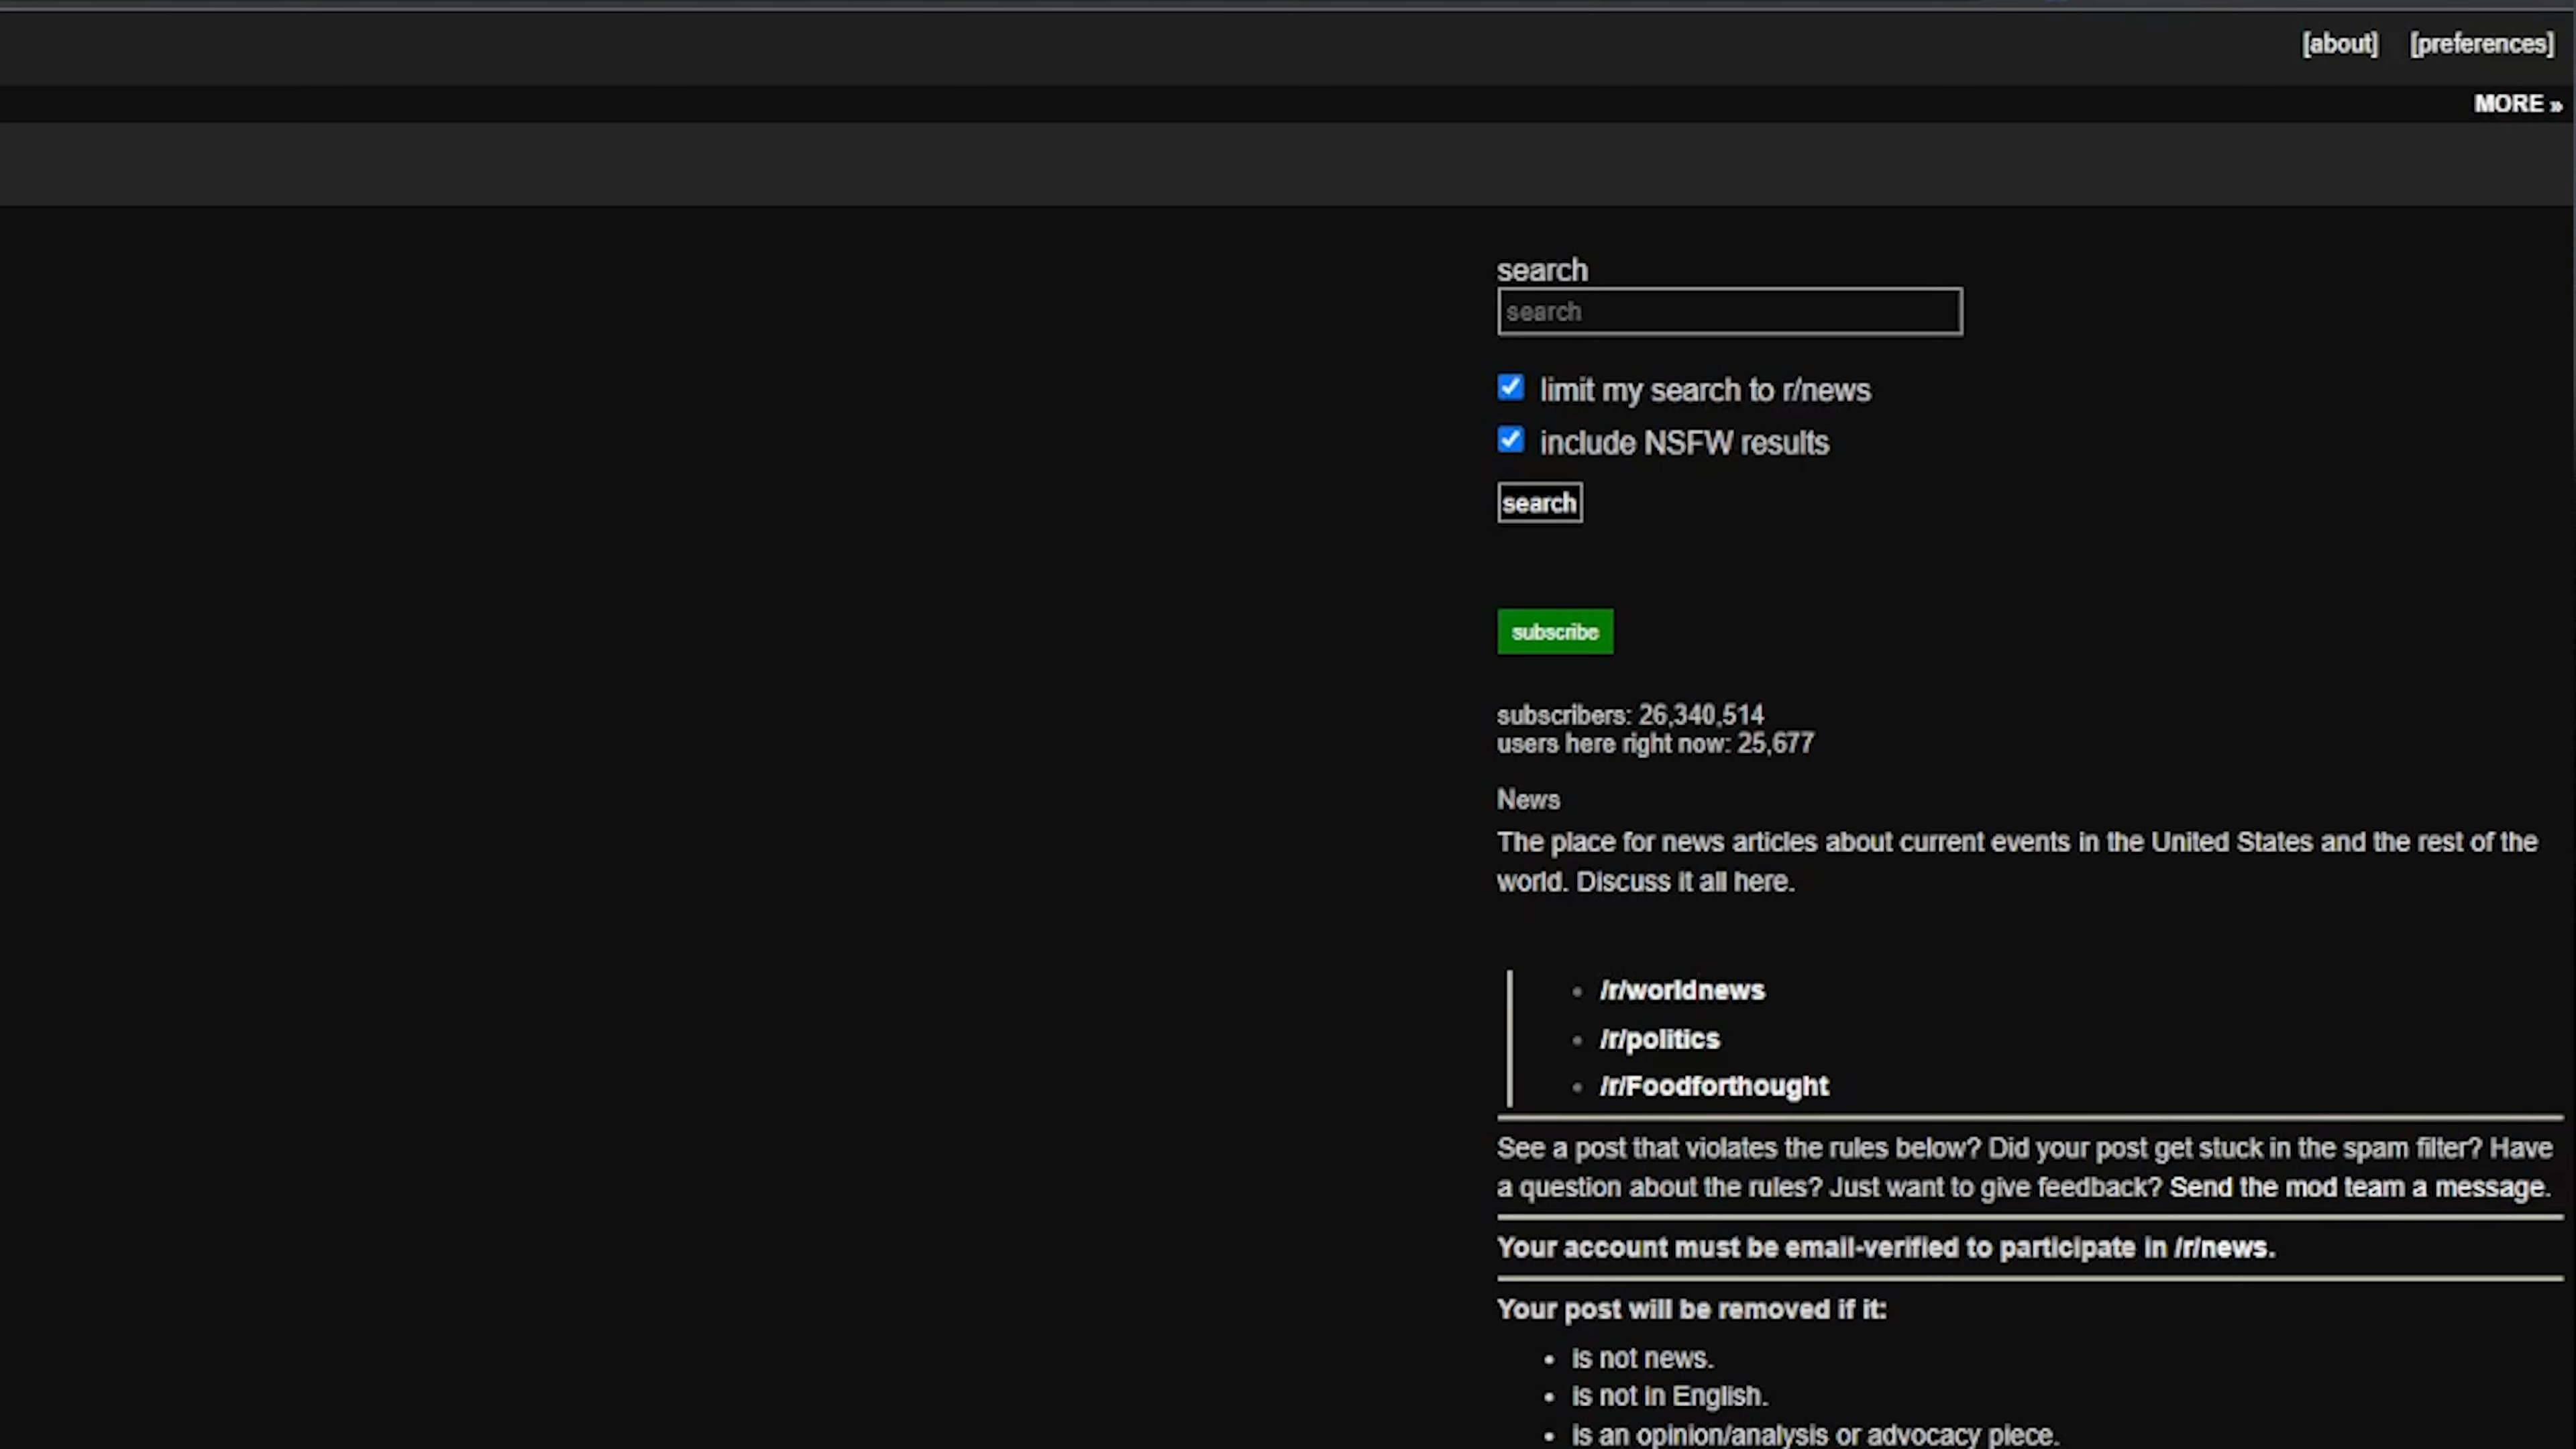 [about] [preferences]
MORE »
search
search
limit my search to r/news
include NSFW results
search
subscribe
subscribers: 26,340,514
users here right now: 25,677
News
The place for news articles about current events in the United States and the rest of the
world. Discuss it all here.
/r/worldnews
/r/politics
/r/Foodforthought
See a post that violates the rules below? Did your post get stuck in the spam filter? Have
a question about the rules? Just want to give feedback? Send the mod team a message.
Your account must be email-verified to participate in /r/news.
Your post will be removed if it:
is not news.
is not in English.
is an opinion/analysis or advocacy piece.